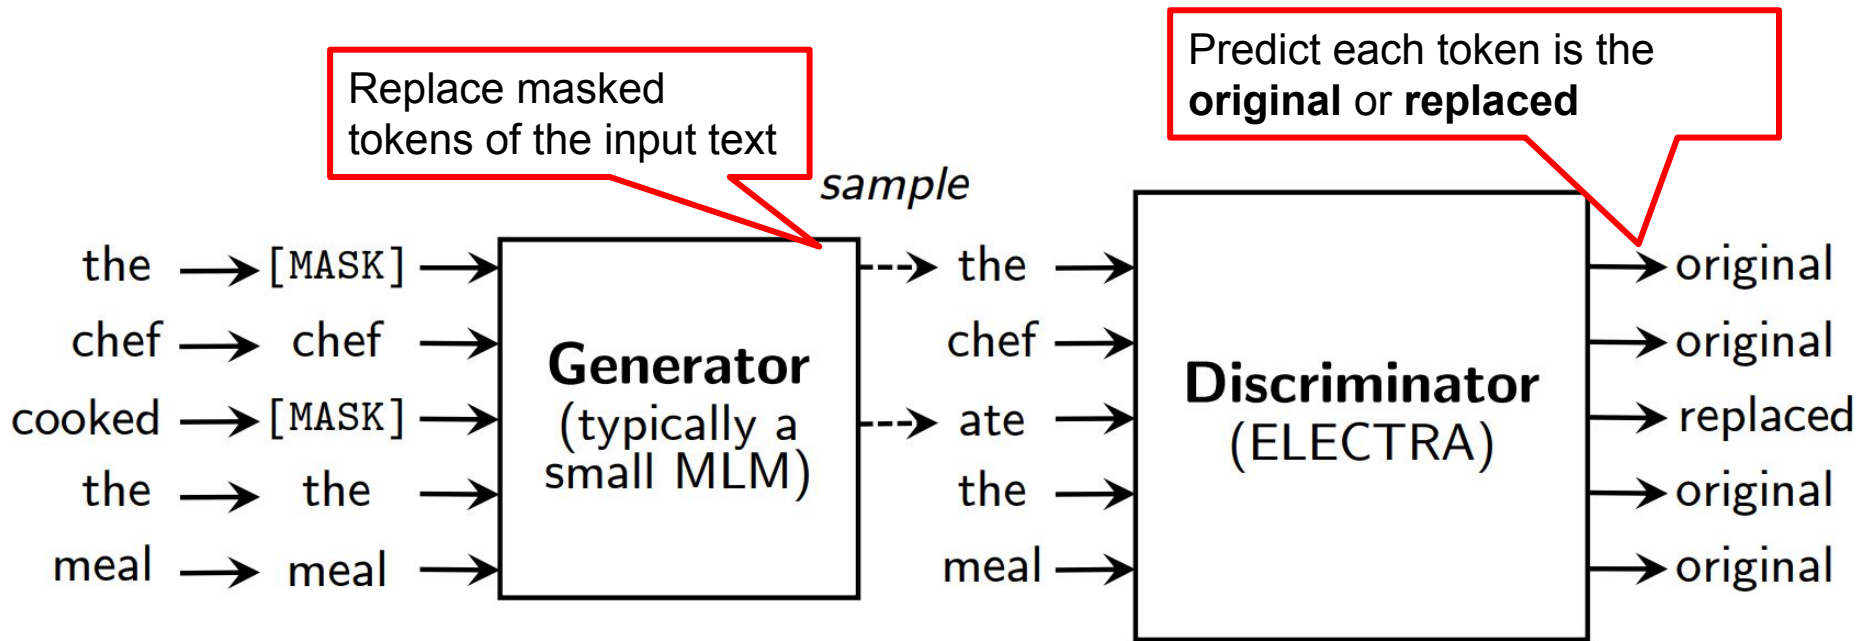 Replace masked
tokens of the input text
Predict each token is the
original or replaced
sample
the [MASK] the original
chef chef chef original
cooked [MASK] ate replaced
the the the original
meal meal meal original
Generator
(typically a
small MLM)
Discriminator
(ELECTRA)